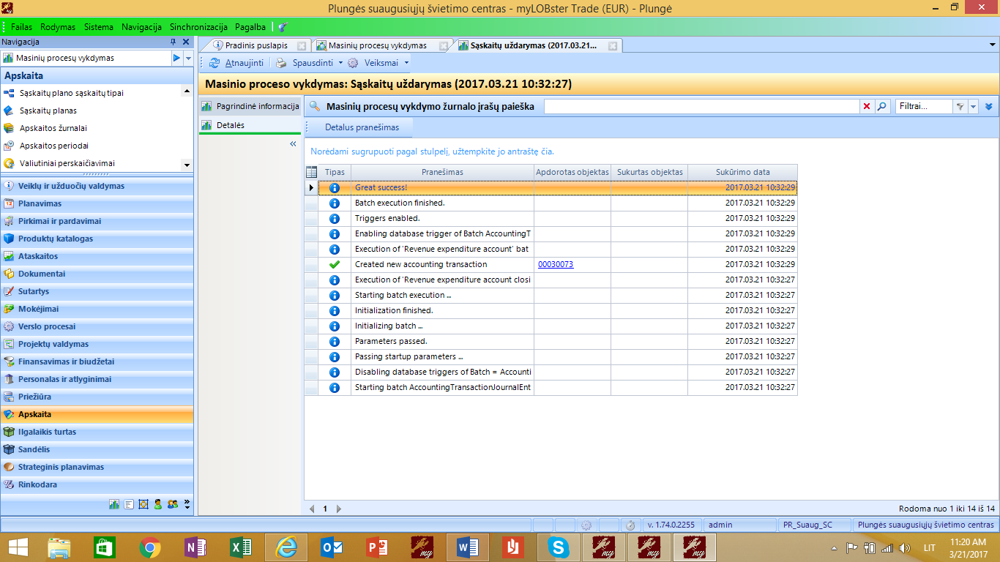 Plungės suaugusiųjų švietimo centras - myLOBster Trade (EUR) - Plungė
Failas Rodymas Sistema Navigacija Sinchronizacija Pagalba
Navigacija
Masinių procesų vykdymas
Apskaita
Sąskaitų plano sąskaitų tipai
Sąskaitų planas
Apskaitos žurnalai
Apskaitos periodai
Valiutiniai perskaičiavimai
Veiklų ir užduočių valdymas
Planavimas
Pirkimai ir pardavimai
Produktų katalogas
Ataskaitos
Dokumentai
Sutartys
Mokėjimai
Verslo procesai
Projektų valdymas
Finansavimas ir biudžetai
Personalas ir atlyginimai
Priežiūra
Apskaita
Ilgalaikis turtas
Sandėlis
Strateginis planavimas
Rinkodara
Pradinis puslapis Masinių procesų vykdymas Sąskaitų uždarymas (2017.03.21...
Atnaujinti Spausdinti Veiksmai
Masinio proceso vykdymas: Sąskaitų uždarymas (2017.03.21 10:32:27)
Pagrindinė informacija
Detalės
«
Masinių procesų vykdymo žurnalo įrašų paieška Filtrai...
Detalus pranešimas
Norėdami sugrupuoti pagal stulpelį, užtempkite jo antraštę čia.
Tipas Pranešimas Apdorotas objektas Sukurtas objektas Sukūrimo data
Great success! 2017.03.21 10:32:29
Batch execution finished. 2017.03.21 10:32:29
Triggers enabled. 2017.03.21 10:32:29
Enabling database trigger of Batch AccountingT 2017.03.21 10:32:29
Execution of 'Revenue expenditure account' bat 2017.03.21 10:32:29
Created new accounting transaction 00030073 2017.03.21 10:32:29
Execution of 'Revenue expenditure account closi 2017.03.21 10:32:27
Starting batch execution ... 2017.03.21 10:32:27
Initialization finished. 2017.03.21 10:32:27
Initializing batch ... 2017.03.21 10:32:27
Parameters passed. 2017.03.21 10:32:27
Passing startup parameters ... 2017.03.21 10:32:27
Disabling database triggers of Batch = Accounti 2017.03.21 10:32:27
Starting batch AccountingTransactionJournalEnt 2017.03.21 10:32:27
1 Rodoma nuo 1 iki 14 iš 14
v. 1.74.0.2255 admin PR_Suaug_SC Plungės suaugusiųjų švietimo centras
LIT 11:20 AM
3/21/2017